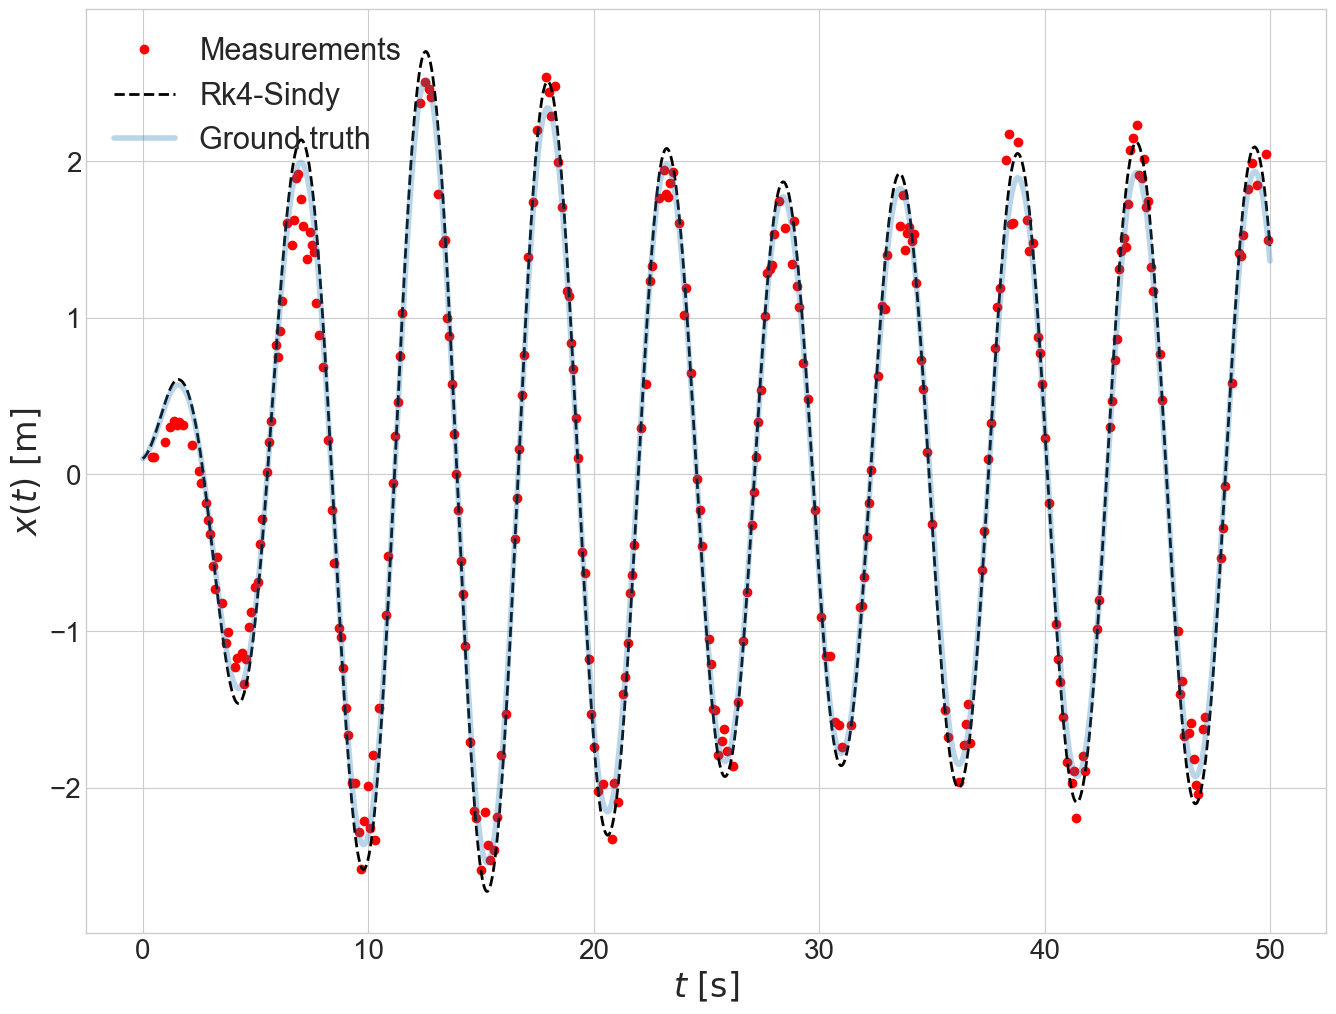 Measurements
Rk4-Sindy
Ground truth
x(t) [m]
2
1
0
−1
−2
0 10 20 30 40 50
t [s]